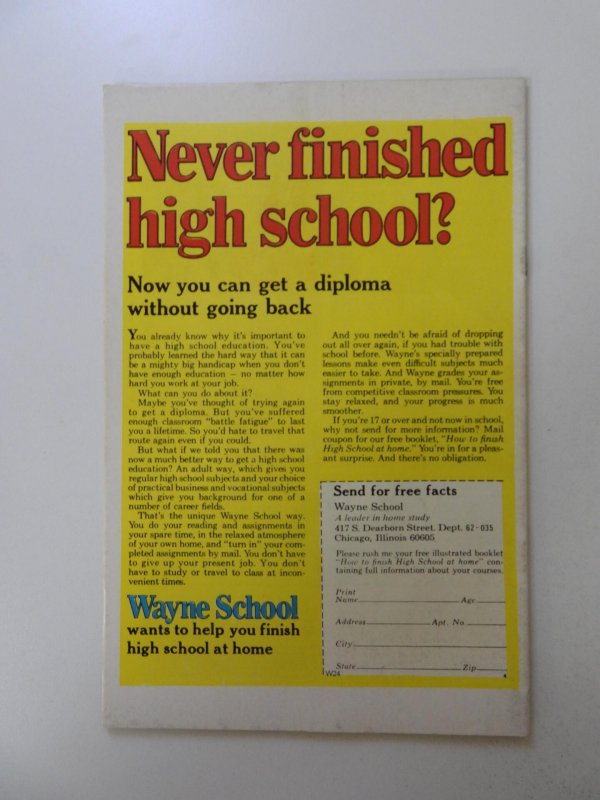 Never finished
high school?
Now you can get a diploma
without going back
You already know why it's important to
have a high school education. You've
probably learned the hard way that it can
be a mighty big handicap when you don't
have enough education — no matter how
hard you work at your job.
What can you do about it?
Maybe you've thought of trying again
to get a diploma. But you've suffered
enough classroom "battle fatigue" to last
you a lifetime. So you'd hate to travel that
route again even if you could.
But what if we told you that there was
now a much better way to get a high school
education? An adult way, which gives you
regular high school subjects and your choice
of practical business and vocational subjects
which give you background for one of a
number of career fields.
That's the unique Wayne School way.
You do your reading and assignments in
your spare time, in the relaxed atmosphere
of your own home, and "turn in" your com-
pleted assignments by mail. You don't have
to give up your present job. You don't
have to study or travel to class at incon-
venient times.
Wayne School
wants to help you finish
high school at home
And you needn't be afraid of dropping
out all over again, if you had trouble with
school before. Wayne's specially prepared
lessons make even difficult subjects much
easier to take. And Wayne grades your as-
signments in private, by mail. You're free
from competitive classroom pressures. You
stay relaxed, and your progress is much
smoother.
If you're 17 or over and not now in school,
why not send for more information? Mail
coupon for our free booklet, "How to finish
High School at home." You're in for a pleas-
ant surprise. And there's no obligation.
Send for free facts
Wayne School
A leader in home study
417 S. Dearborn Street, Dept. 62-035
Chicago, Illinois 60605
Please rush me your free illustrated booklet
"How to finish High School at home" con-
taining full information about your courses.
Print
Name Age
Address Apt. No.
City
State Zip
W24 4